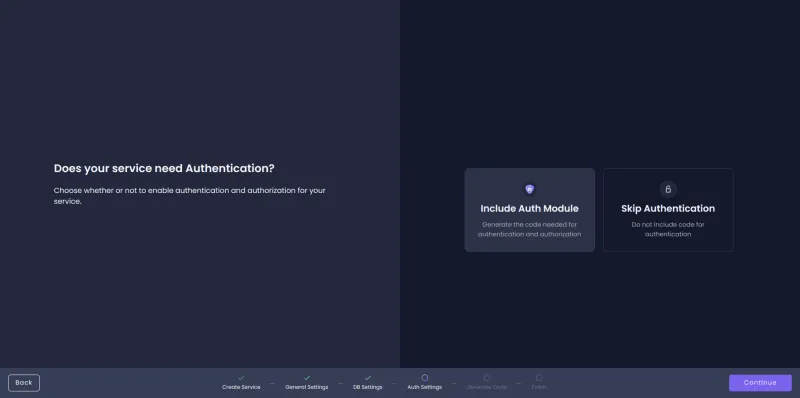 Does your service need Authentication?
Choose whether or not to enable authentication and authorization for your
service.
Include Auth Module
Generate the code needed for
authentication and authorization
Skip Authentication
Do not include code for
authentication
Back
Create Service
General Settings
DB Settings
Auth Settings
Generate Code
Finish
Continue